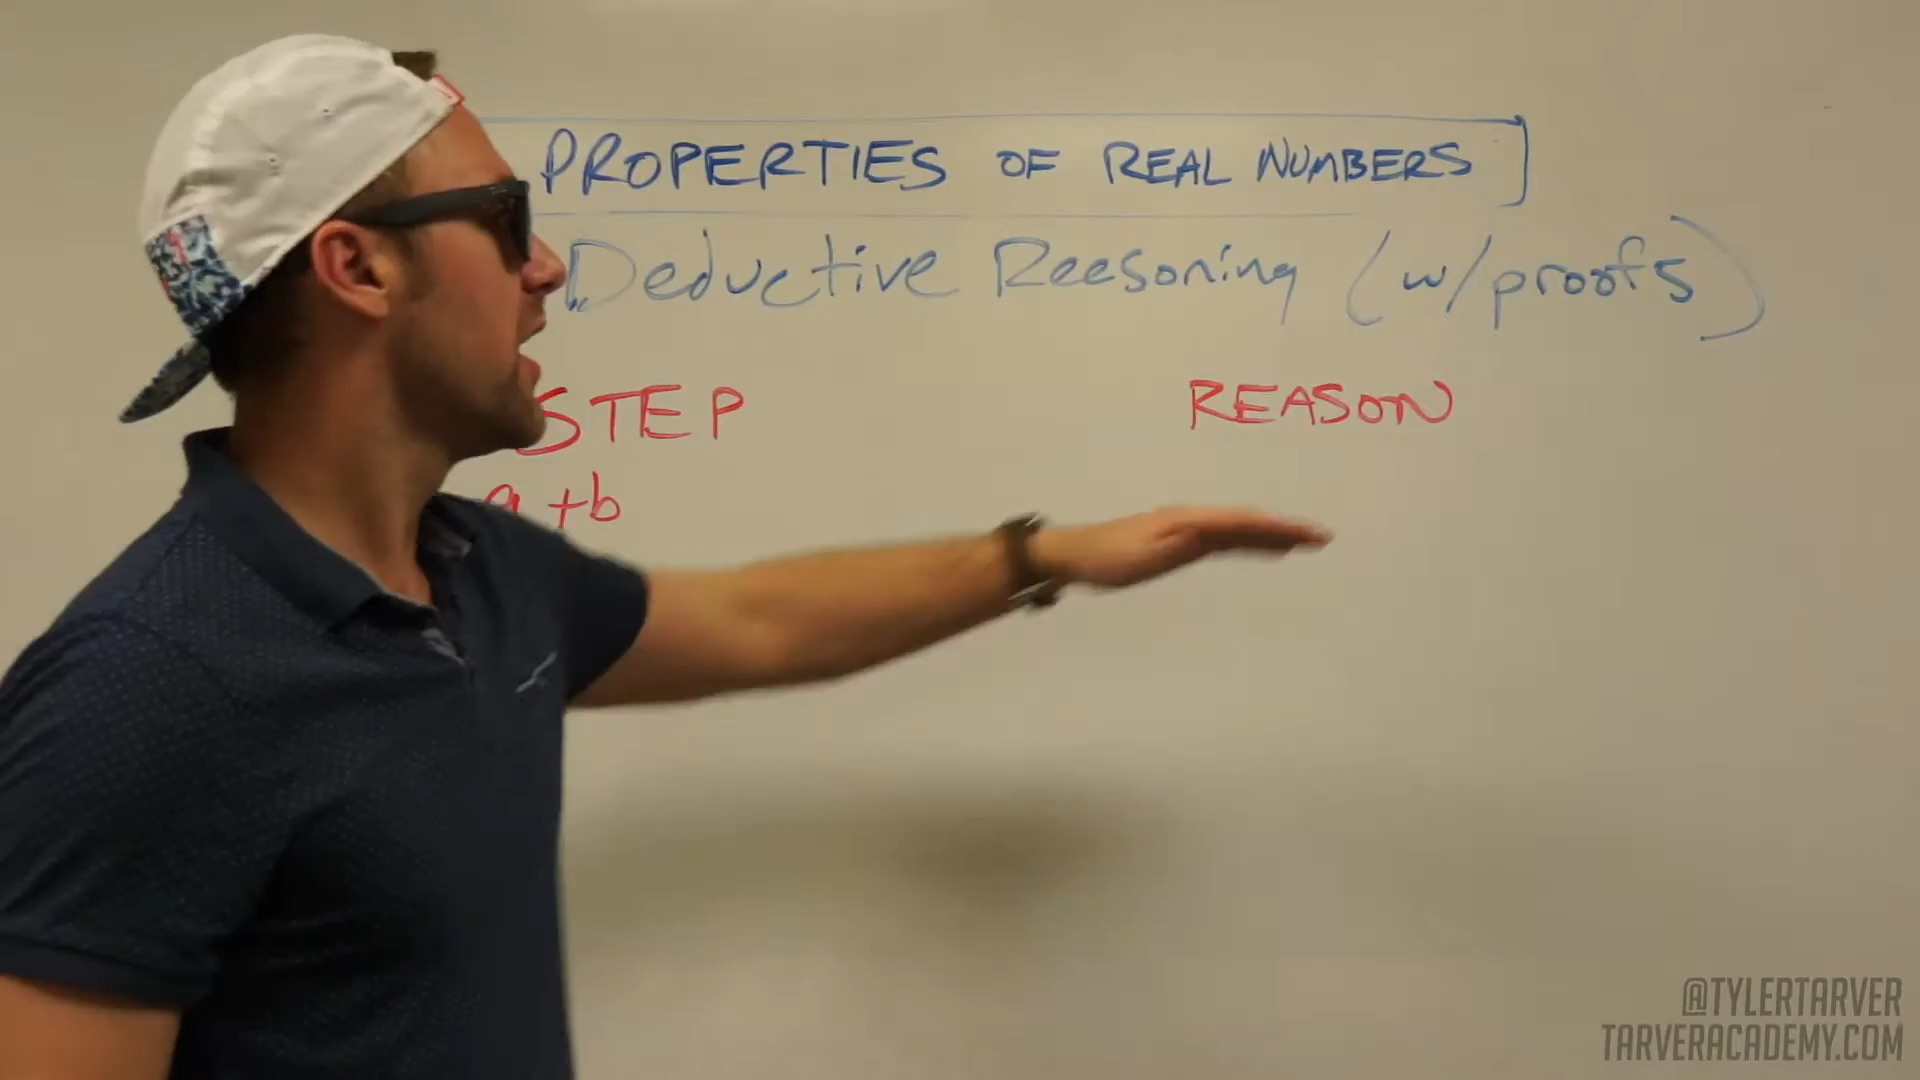 PROPERTIES OF REAL NUMBERS
Deductive Reesoning (w/proofs)
STEP REASON
a+b
@TYLERTARVER
TARVERACADEMY.COM